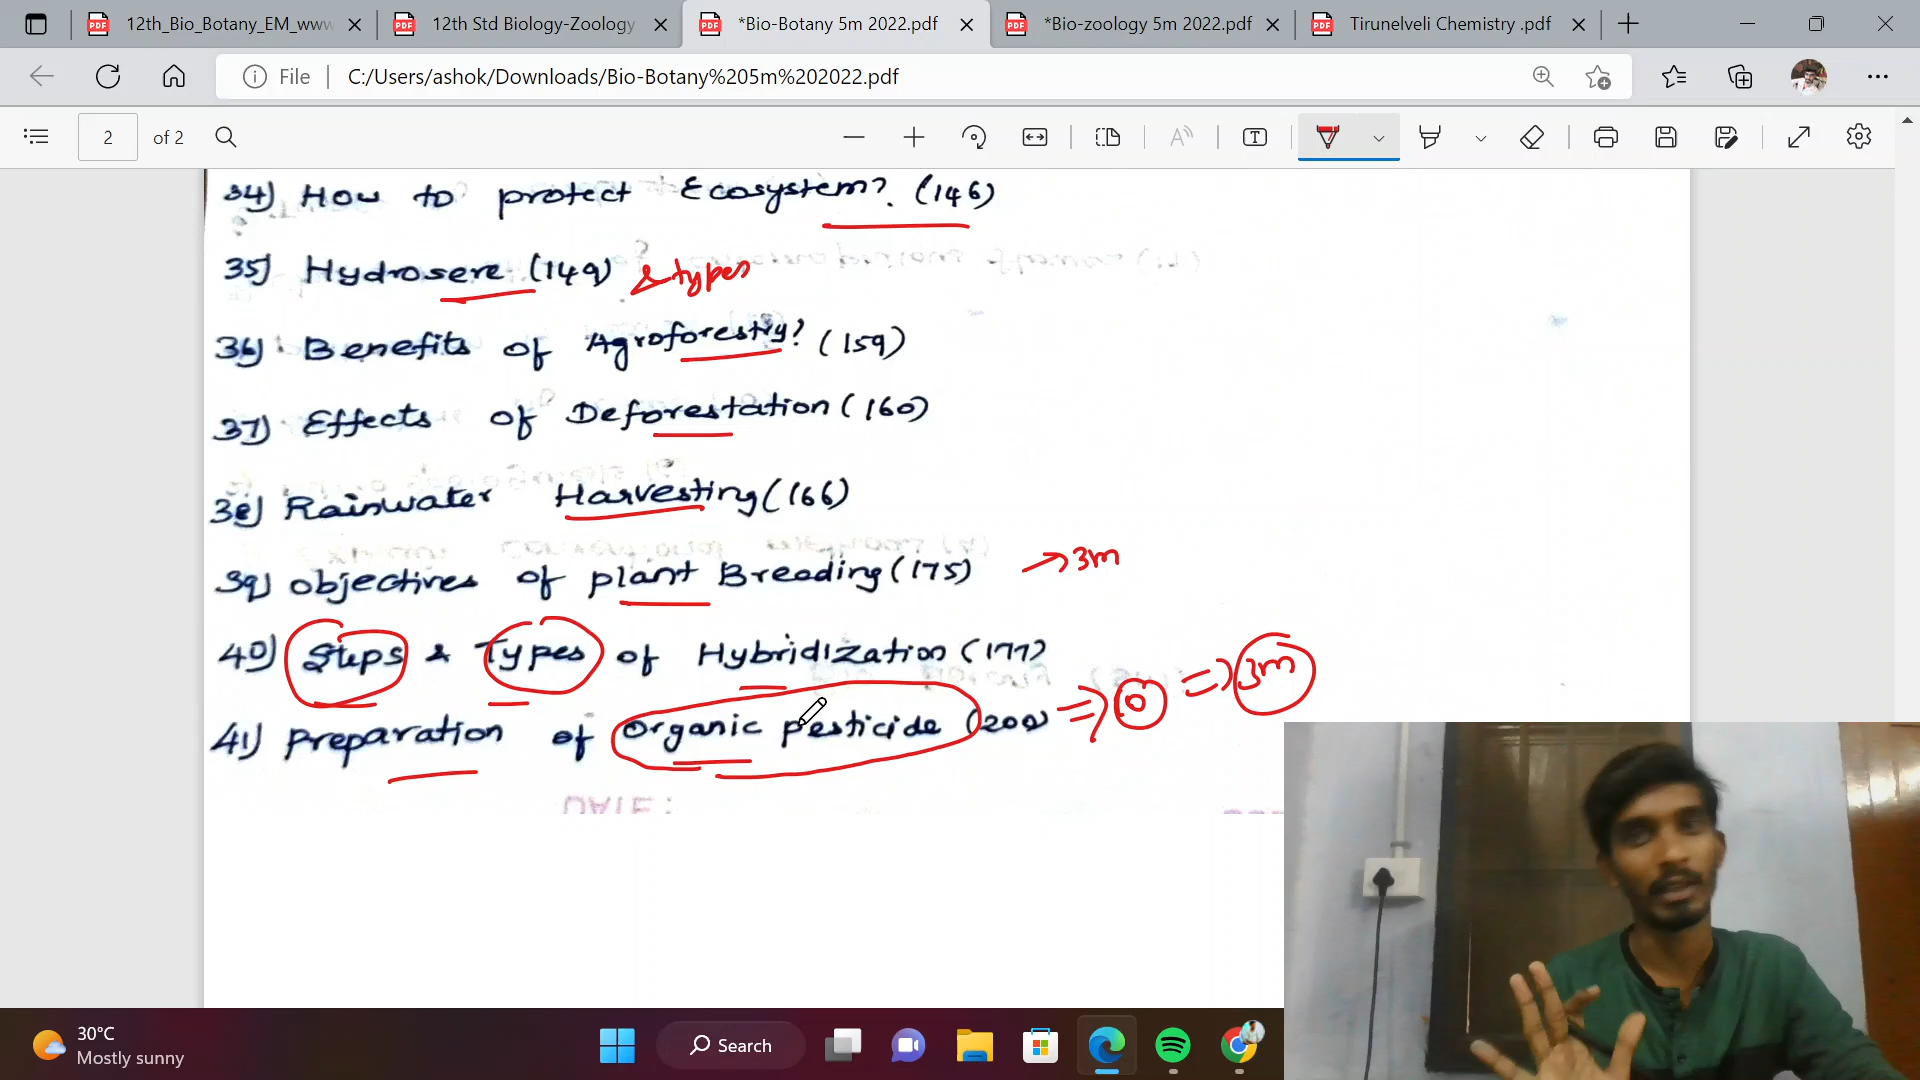 12th_Bio_Botany_EM_www
12th Std Biology-Zoology
*Bio-Botany 5m 2022.pdf
*Bio-zoology 5m 2022.pdf
Tirunelveli Chemistry .pdf
File
C:/Users/ashok/Downloads/Bio-Botany%205m%202022.pdf
2 of 2
34) How to protect Ecosystem? (146)
35) Hydrosere (149) & types
36) Benefits of Agroforestry? (159)
37) Effects of Deforestation (160)
38) Rainwater Harvesting (166)
39) objectives of plant Breeding (175) → 3m
40) Steps & Types of Hybridization (177)
41) Preparation of Organic pesticide (200) ⇒ O ⇒ 3m
DATE:
30°C
Mostly sunny
Search